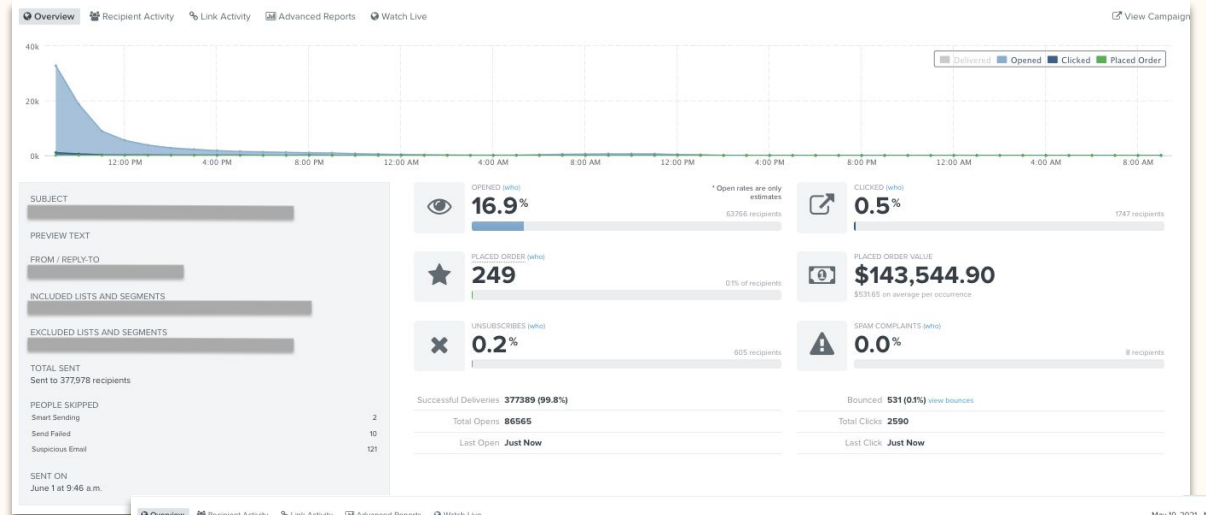 Overview Recipient Activity Link Activity Advanced Reports Watch Live View Campaign
40k
Delivered Opened Clicked Placed Order
20k
0k
12:00 PM 4:00 PM 8:00 PM 12:00 AM 4:00 AM 8:00 AM 12:00 PM 4:00 PM 8:00 PM 12:00 AM 4:00 AM 8:00 AM
SUBJECT
PREVIEW TEXT
FROM / REPLY-TO
INCLUDED LISTS AND SEGMENTS
EXCLUDED LISTS AND SEGMENTS
TOTAL SENT
Sent to 377,978 recipients
PEOPLE SKIPPED
Smart Sending 2
Send Failed 10
Suspicious Email 121
SENT ON
June 1 at 9:46 a.m.
OPENED (who)
* Open rates are only estimates
16.9%
63766 recipients
CLICKED (who)
0.5%
1747 recipients
PLACED ORDER (who)
249
0.1% of recipients
PLACED ORDER VALUE
$143,544.90
$531.65 on average per occurrence
UNSUBSCRIBES (who)
0.2%
605 recipients
SPAM COMPLAINTS (who)
0.0%
8 recipients
Successful Deliveries 377389 (99.8%)
Bounced 531 (0.1%) view bounces
Total Opens 86565
Total Clicks 2590
Last Open Just Now
Last Click Just Now
Overview Recipient Activity Link Activity Advanced Reports Watch Live
May 19, 2021